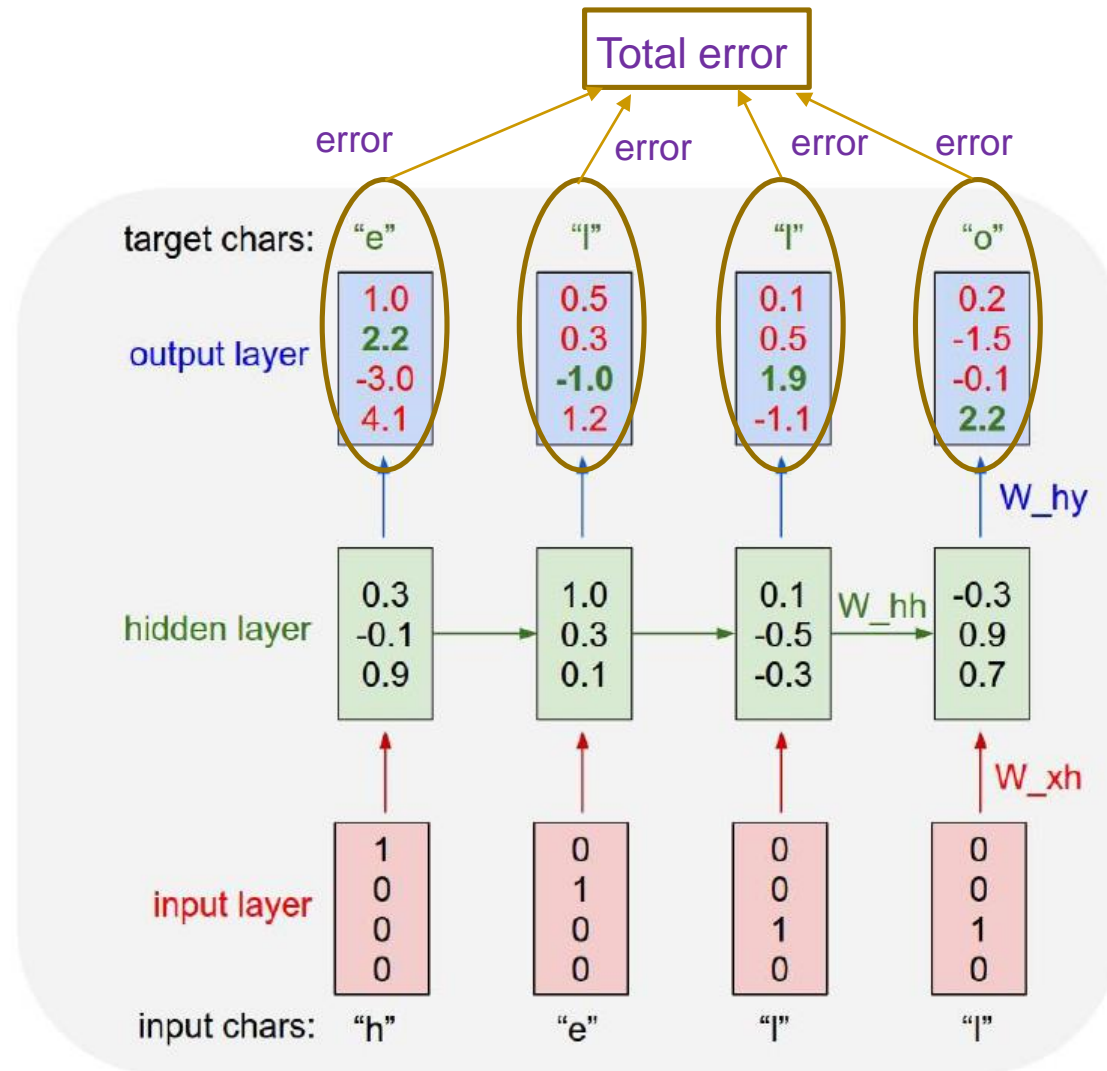 Total error
error error error error
target chars: “e” “l” “l” “o”
1.0 0.5 0.1 0.2
2.2 0.3 0.5 -1.5
output layer
-3.0 -1.0 1.9 -0.1
4.1 1.2 -1.1 2.2
W_hy
0.3 1.0 0.1 W_hh -0.3
hidden layer -0.1 0.3 -0.5 0.9
0.9 0.1 -0.3 0.7
W_xh
1 0 0 0
0 1 0 0
input layer
0 0 1 1
0 0 0 0
input chars: “h” “e” “l” “l”